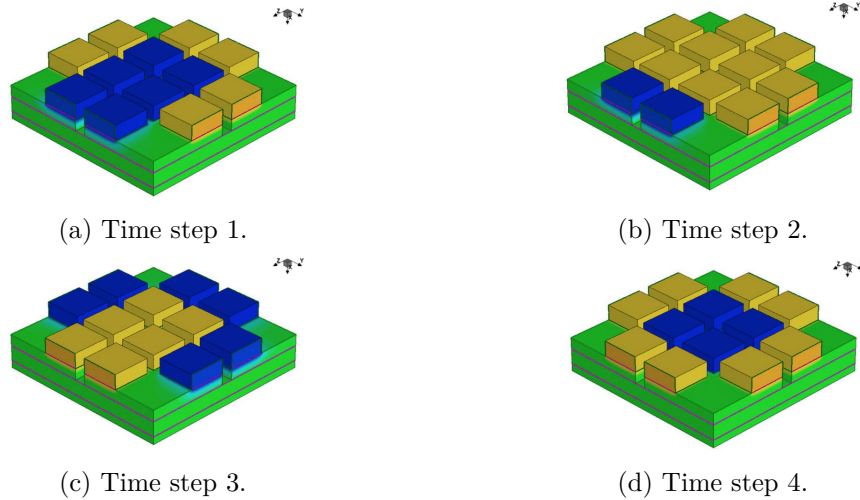 Z Y
X
Z Y
X
(a) Time step 1.
(b) Time step 2.
Z Y
X
Z
X
(c) Time step 3.
(d) Time step 4.